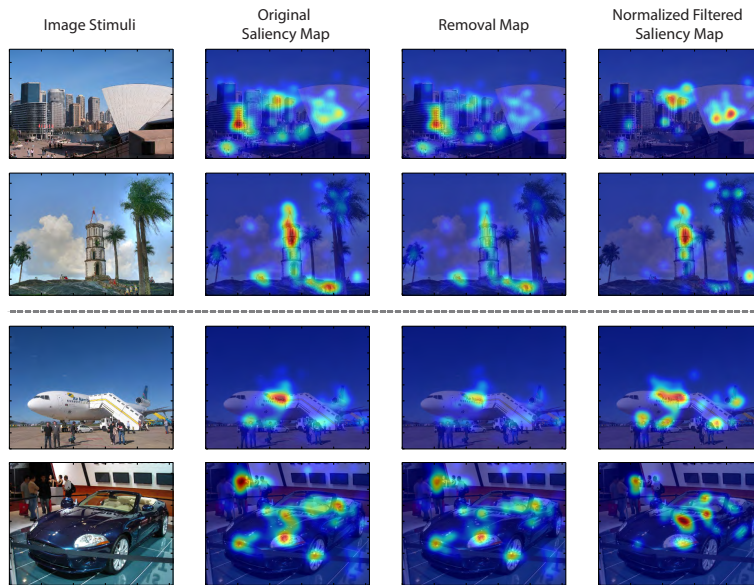 Image Stimuli
Original
Saliency Map
Removal Map
Normalized Filtered
Saliency Map